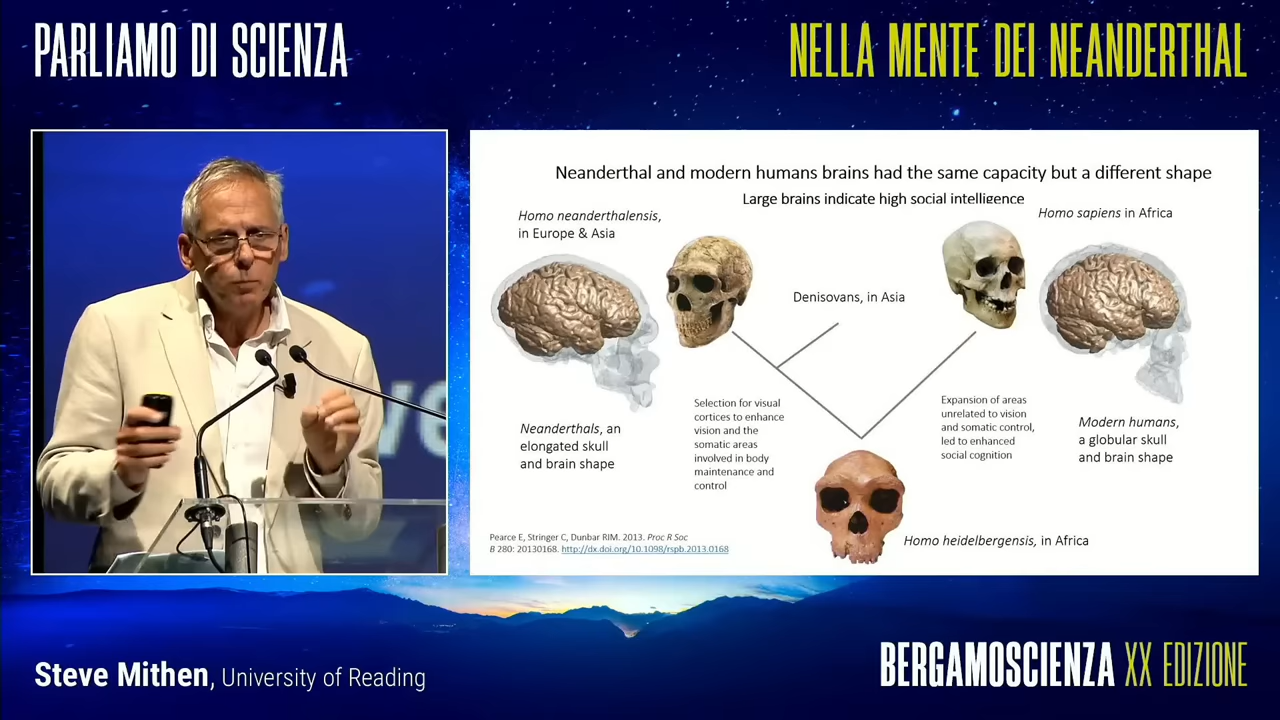 PARLIAMO DI SCIENZA
NELLA MENTE DEI NEANDERTHAL
Neanderthal and modern humans brains had the same capacity but a different shape
Large brains indicate high social intelligence
Homo neanderthalensis,
in Europe & Asia
Homo sapiens in Africa
Denisovans, in Asia
Neanderthals, an
elongated skull
and brain shape
Selection for visual
cortices to enhance
vision and the
somatic areas
involved in body
maintenance and
control
Expansion of areas
unrelated to vision
and somatic control,
led to enhanced
social cognition
Modern humans,
a globular skull
and brain shape
Homo heidelbergensis, in Africa
Pearce E, Stringer C, Dunbar RIM. 2013. Proc R Soc
B 280: 20130168. http://dx.doi.org/10.1098/rspb.2013.0168
Steve Mithen, University of Reading
BERGAMOSCIENZA XX EDIZIONE